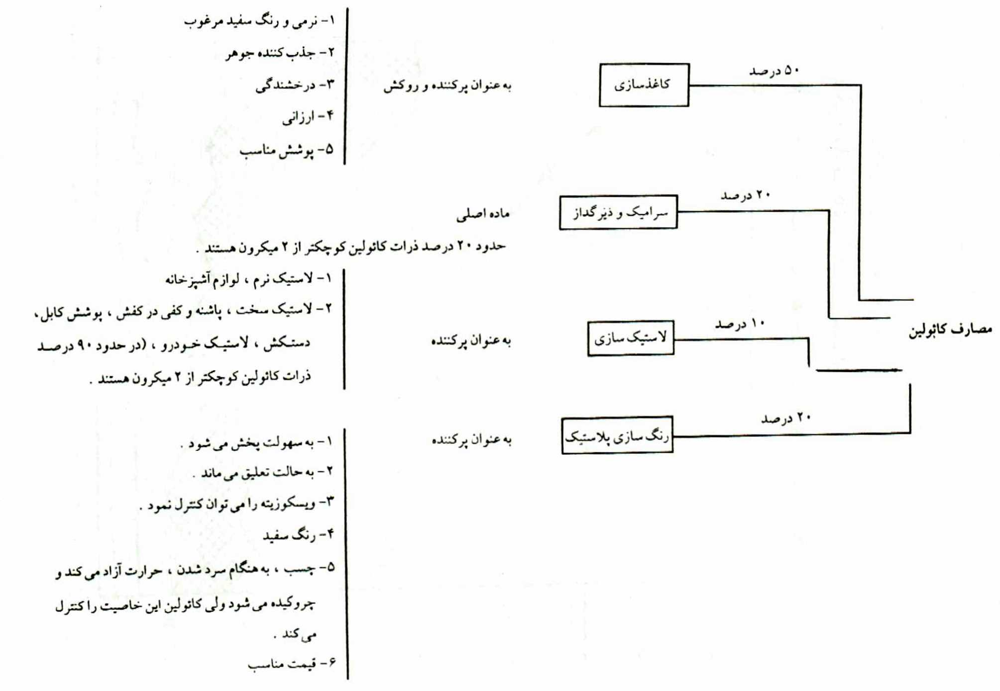 مصارف کائولین
۵۰ درصد
کاغذسازی
به عنوان پرکننده و روکش
۱- نرمی و رنگ سفید مرغوب
۲- جذب کننده جوهر
۳- درخشندگی
۴- ارزانی
۵- پوشش مناسب
۲۰ درصد
سرامیک و دیرگداز
ماده اصلی
حدود ۲۰ درصد ذرات کائولین کوچکتر از ۲ میکرون هستند .
۱۰ درصد
لاستیک سازی
به عنوان پرکننده
۱- لاستیک نرم ، لوازم آشپزخانه
۲- لاستیک سخت ، پاشنه و کفی در کفش ، پوشش کابل،
دستکش ، لاستیک خودرو ، (در حدود ۹۰ درصد
ذرات کائولین کوچکتر از ۲ میکرون هستند .
۲۰ درصد
رنگ سازی پلاستیک
به عنوان پرکننده
۱- به سهولت پخش می شود .
۲- به حالت تعلیق می ماند .
۳- ویسکوزیته را می توان کنترل نمود .
۴- رنگ سفید
۵- چسب ، به هنگام سرد شدن ، حرارت آزاد می کند و
چروکیده می شود ولی کائولین این خاصیت را کنترل
می کند .
۶- قیمت مناسب